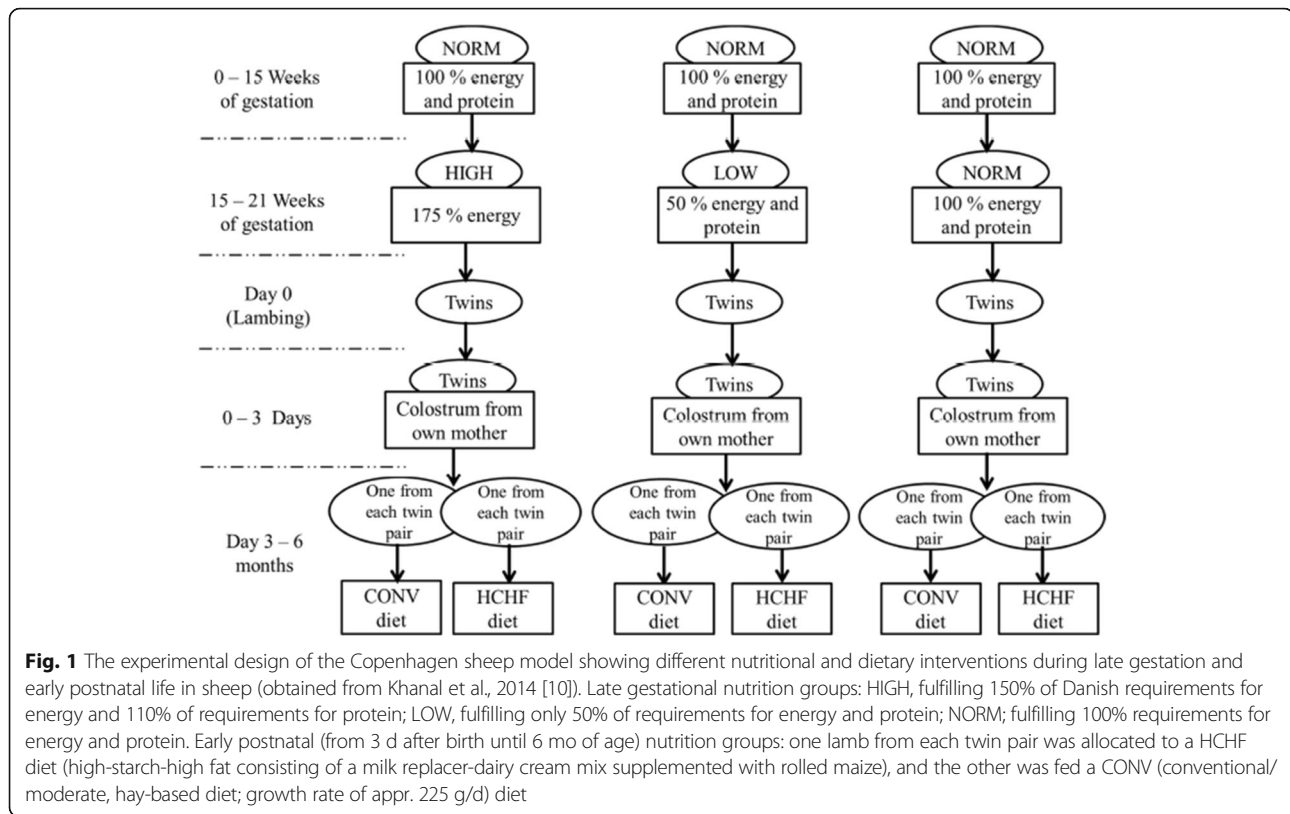 NORM NORM NORM
0 – 15 Weeks
of gestation
100 % energy
and protein
100 % energy
and protein
100 % energy
and protein
HIGH LOW NORM
15 – 21 Weeks
of gestation
175 % energy
50 % energy and
protein
100 % energy
and protein
Day 0
(Lambing)
Twins Twins Twins
Twins Twins Twins
0 – 3 Days
Colostrum from
own mother
Colostrum from
own mother
Colostrum from
own mother
Day 3 – 6
months
One from
each twin
pair
One from
each twin
pair
One from
each twin
pair
One from
each twin
pair
One from
each twin
pair
One from
each twin
pair
CONV
diet
HCHF
diet
CONV
diet
HCHF
diet
CONV
diet
HCHF
diet
Fig. 1 The experimental design of the Copenhagen sheep model showing different nutritional and dietary interventions during late gestation and
early postnatal life in sheep (obtained from Khanal et al., 2014 [10]). Late gestational nutrition groups: HIGH, fulfilling 150% of Danish requirements for
energy and 110% of requirements for protein; LOW, fulfilling only 50% of requirements for energy and protein; NORM; fulfilling 100% requirements for
energy and protein. Early postnatal (from 3 d after birth until 6 mo of age) nutrition groups: one lamb from each twin pair was allocated to a HCHF
diet (high-starch-high fat consisting of a milk replacer-dairy cream mix supplemented with rolled maize), and the other was fed a CONV (conventional/
moderate, hay-based diet; growth rate of appr. 225 g/d) diet